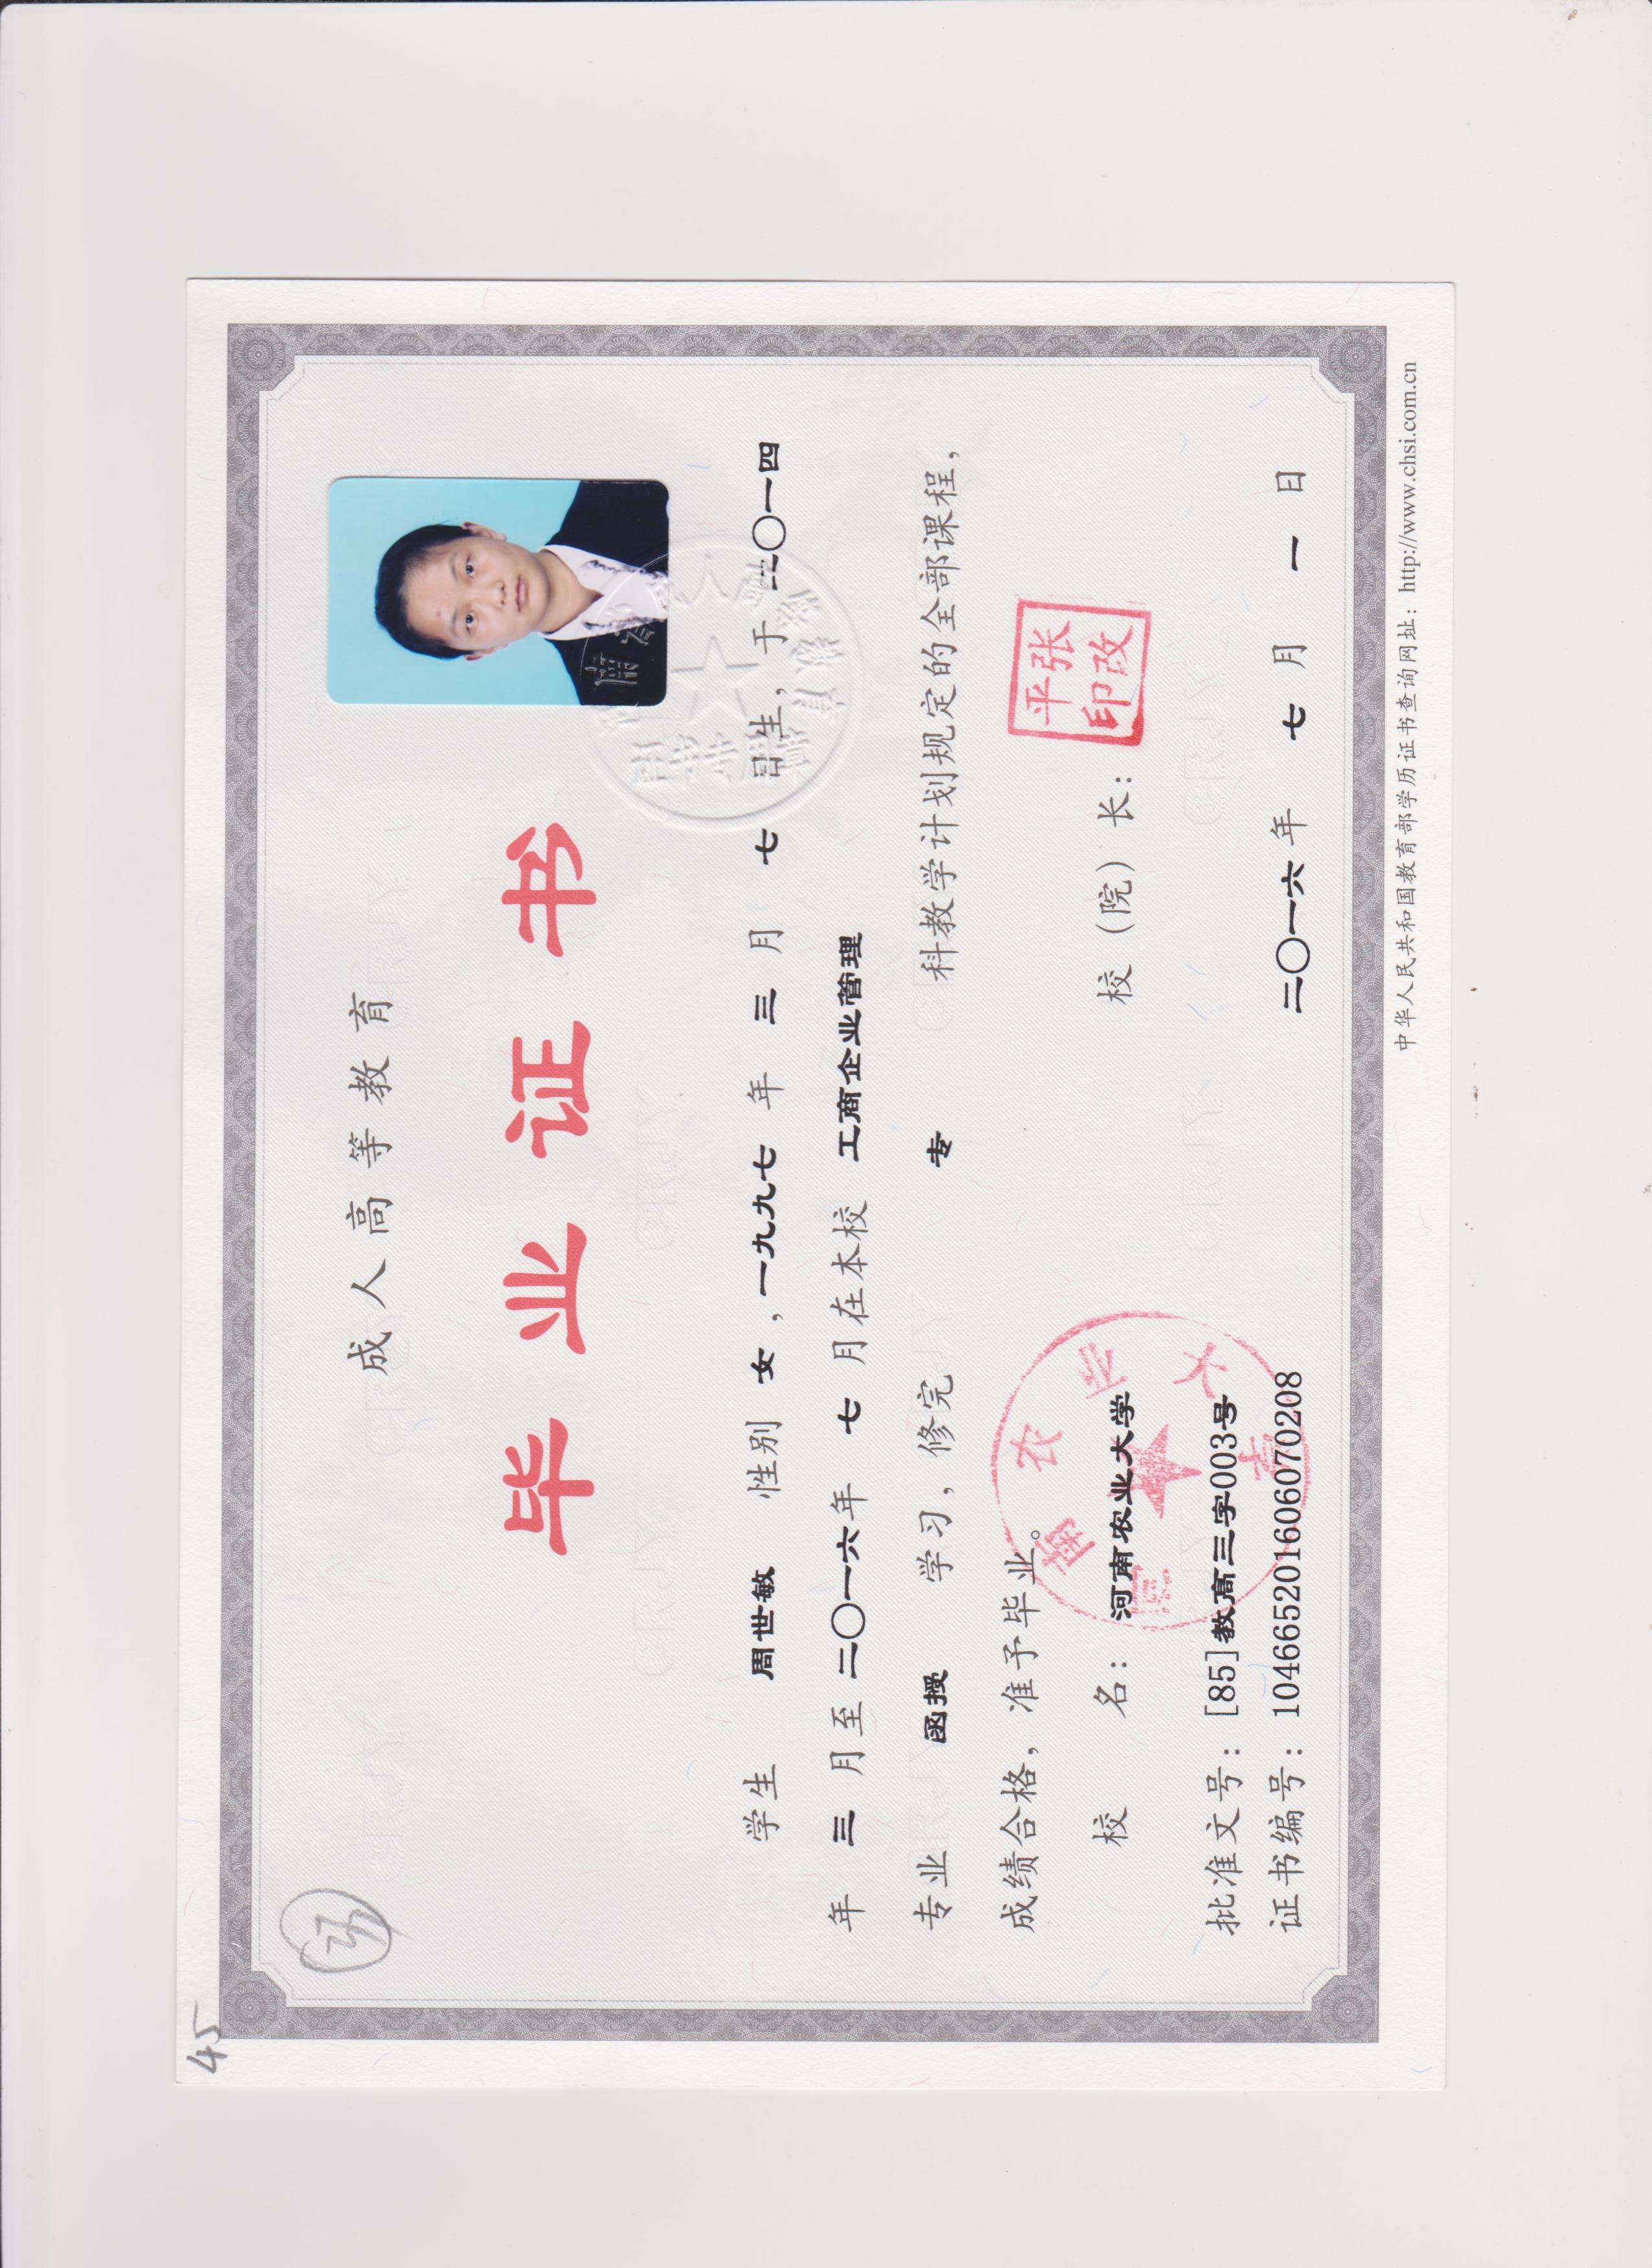 45
成人高等教育
毕业证书
学生 周世敏 性别 女，一九九七 年 三 月 七 日生，于 二〇一四
年 三 月至 二〇一六年 七 月在本校 工商企业管理
专业 函授 学习，修完 专 科教学计划规定的全部课程，
成绩合格，准予毕业。
河南农业大学
校 名：河南农业大学 校（院）长：
张改平印
批准文号：[85]教高三字003号
证书编号：104665201606070208 二〇一六年 七 月 一 日
中华人民共和国教育部学历证书查询网址：http://www.chsi.com.cn